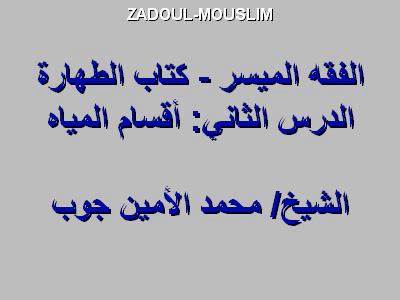 ZADOUL-MOUSLIM
الفقه الميسر - كتاب الطهارة
الدرس الثاني: أقسام المياه
الشيخ/ محمد الأمين جوب